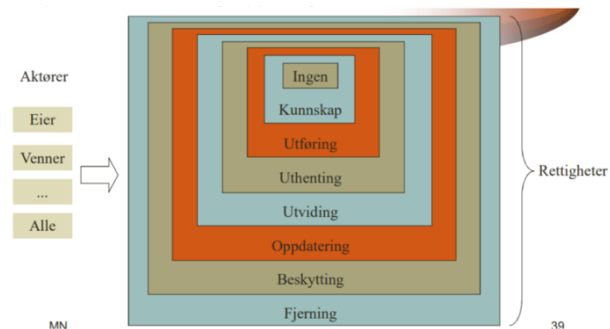 Aktører
Eier
Venner
...
Alle
Ingen
Kunnskap
Utføring
Uthenting
Utviding
Oppdatering
Beskytting
Fjerning
Rettigheter
MN
39